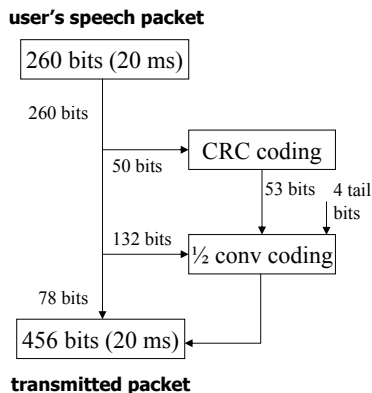 user's speech packet
260 bits (20 ms)
260 bits
50 bits
CRC coding
53 bits
4 tail
bits
132 bits
½ conv coding
78 bits
456 bits (20 ms)
transmitted packet